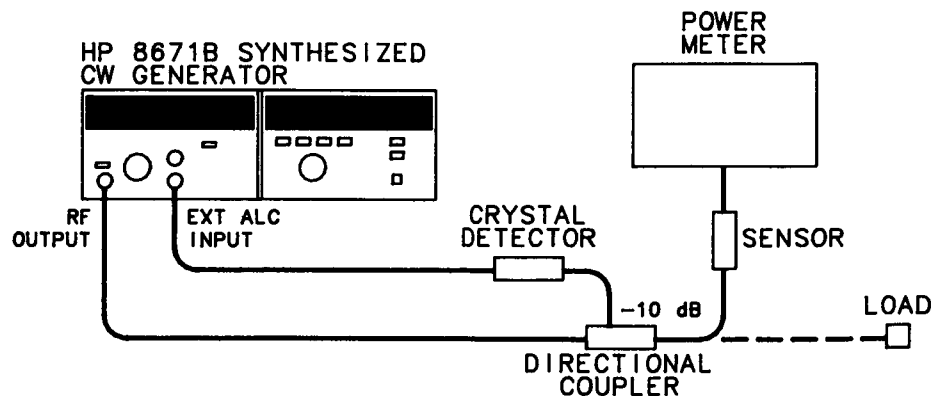 POWER
METER
HP 8671B SYNTHESIZED
CW GENERATOR
RF
OUTPUT
EXT ALC
INPUT
CRYSTAL
DETECTOR
SENSOR
-10 dB
LOAD
DIRECTIONAL
COUPLER